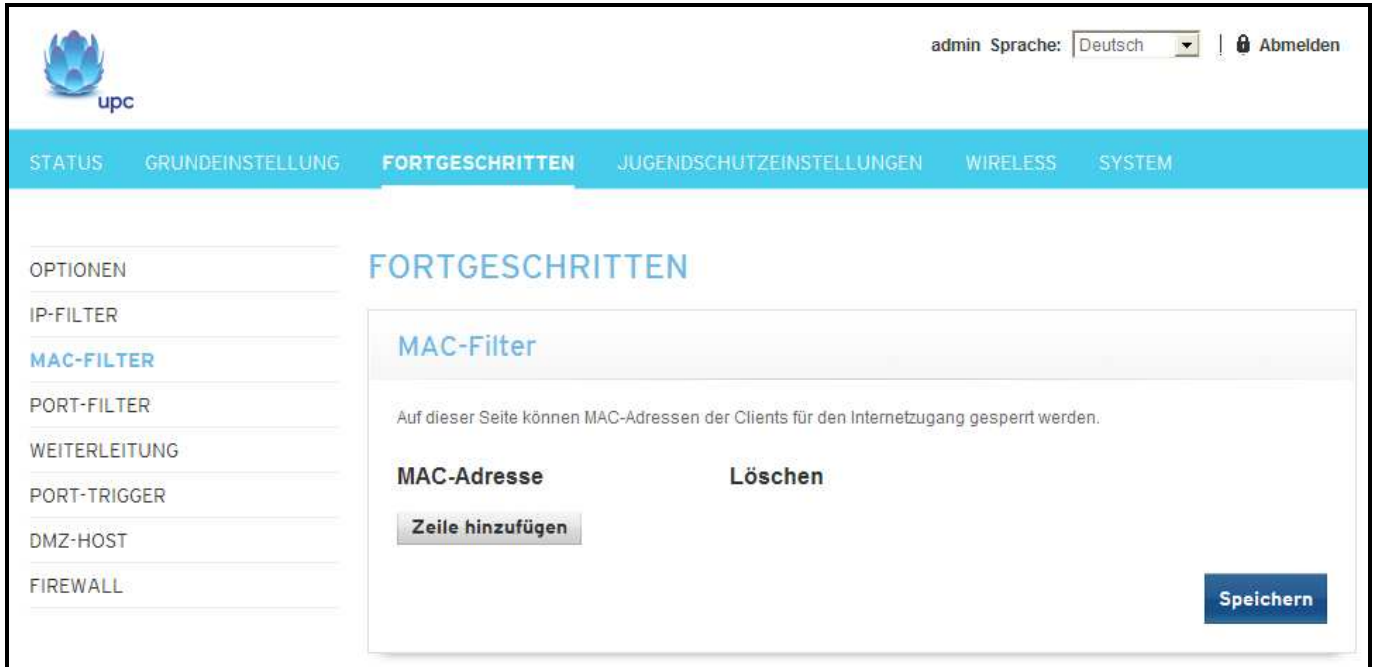 admin Sprache: Deutsch | Abmelden
upc
STATUS GRUNDEINSTELLUNG FORTGESCHRITTEN JUGENDSCHUTZEINSTELLUNGEN WIRELESS SYSTEM
OPTIONEN
IP-FILTER
MAC-FILTER
PORT-FILTER
WEITERLEITUNG
PORT-TRIGGER
DMZ-HOST
FIREWALL
FORTGESCHRITTEN
MAC-Filter
Auf dieser Seite können MAC-Adressen der Clients für den Internetzugang gesperrt werden.
MAC-Adresse Löschen
Zeile hinzufügen
Speichern